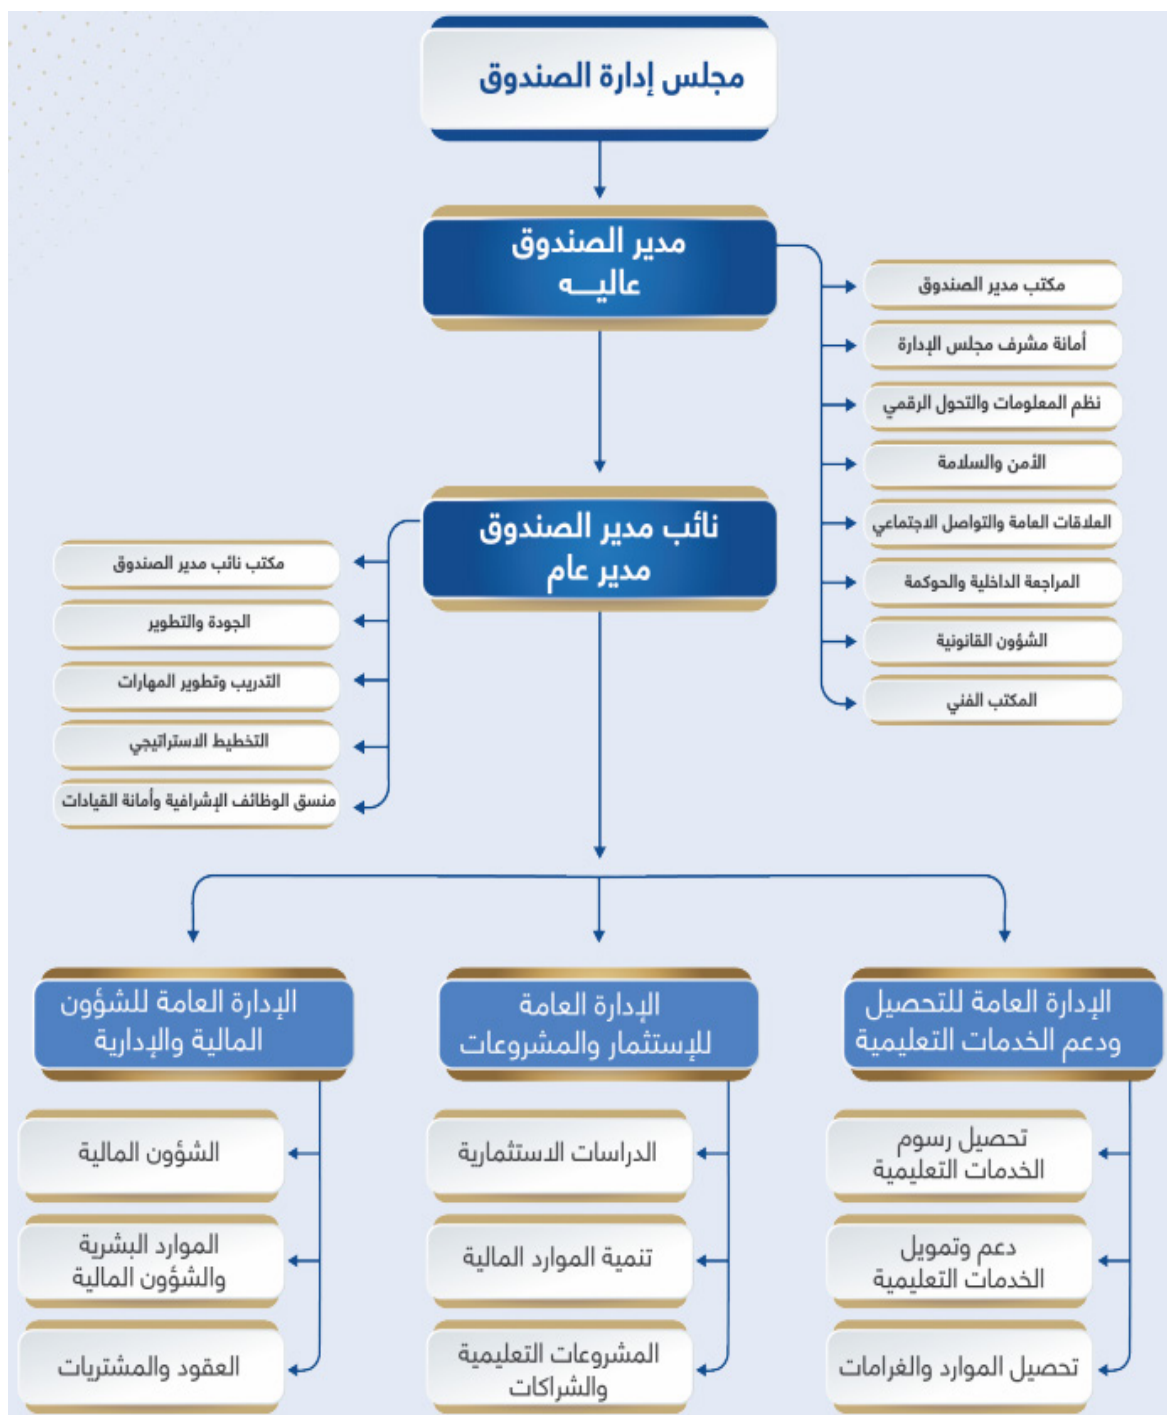 مجلس إدارة الصندوق
مدير الصندوق
عاليـــه
مكتب مدير الصندوق
أمانة مشرف مجلس الإدارة
نظم المعلومات والتحول الرقمي
الأمن والسلامة
العلاقات العامة والتواصل الاجتماعي
المراجعة الداخلية والحوكمة
الشؤون القانونية
المكتب الفني
نائب مدير الصندوق
مدير عام
مكتب نائب مدير الصندوق
الجودة والتطوير
التدريب وتطوير المهارات
التخطيط الاستراتيجي
منسق الوظائف الإشرافية وأمانة القيادات
الإدارة العامة للتحصيل
ودعم الخدمات التعليمية
تحصيل رسوم
الخدمات التعليمية
دعم وتمويل
الخدمات التعليمية
تحصيل الموارد والغرامات
الإدارة العامة
للإستثمار والمشروعات
الدراسات الاستثمارية
تنمية الموارد المالية
المشروعات التعليمية
والشراكات
الإدارة العامة للشؤون
المالية والإدارية
الشؤون المالية
الموارد البشرية
والشؤون المالية
العقود والمشتريات